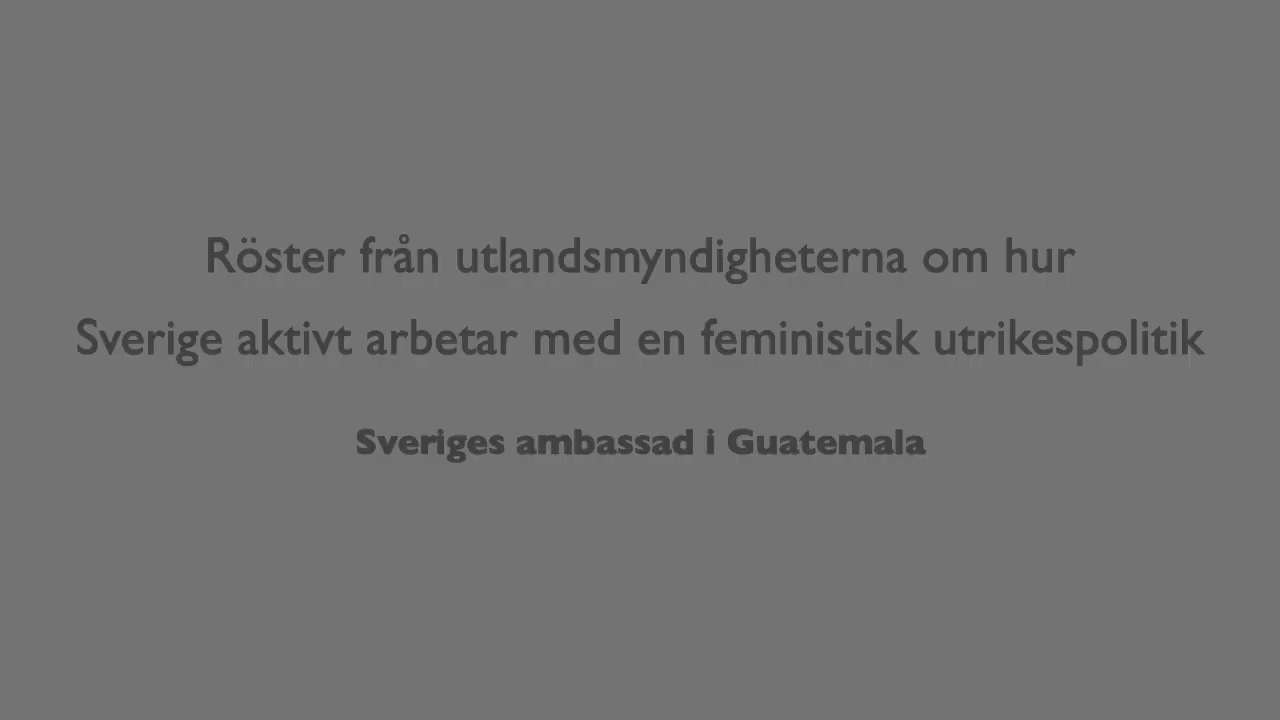 Röster från utlandsmyndigheterna om hur
Sverige aktivt arbetar med en feministisk utrikespolitik
Sveriges ambassad i Guatemala